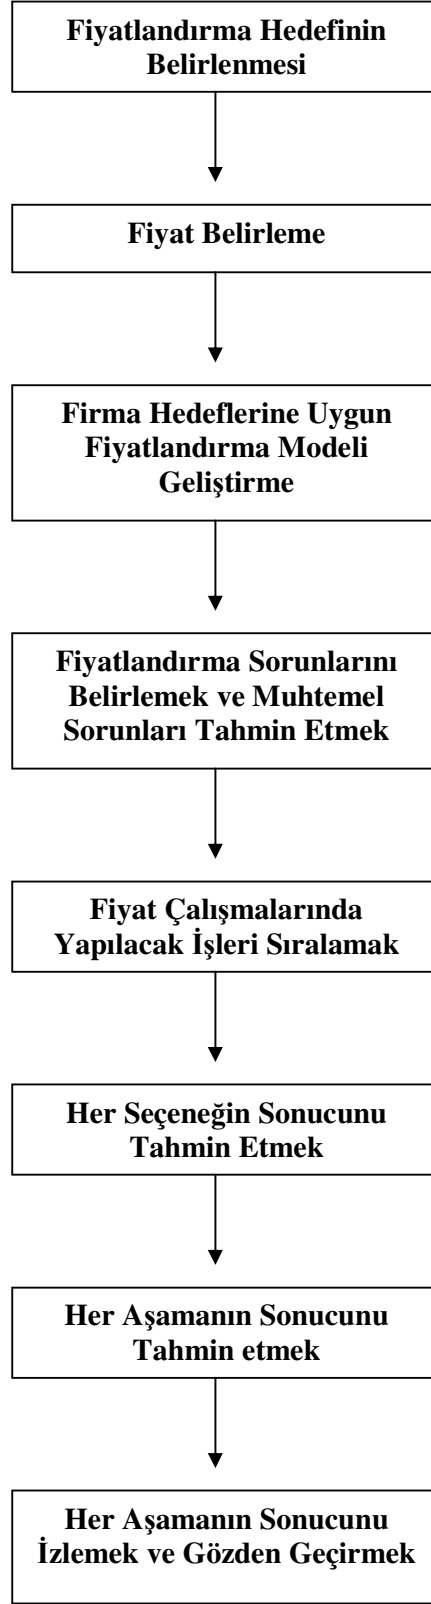 Fiyatlandırma Hedefinin
Belirlenmesi
Fiyat Belirleme
Firma Hedeflerine Uygun
Fiyatlandırma Modeli
Geliştirme
Fiyatlandırma Sorunlarını
Belirlemek ve Muhtemel
Sorunları Tahmin Etmek
Fiyat Çalışmalarında
Yapılacak İşleri Sıralamak
Her Seçeneğin Sonucunu
Tahmin Etmek
Her Aşamanın Sonucunu
Tahmin etmek
Her Aşamanın Sonucunu
İzlemek ve Gözden Geçirmek